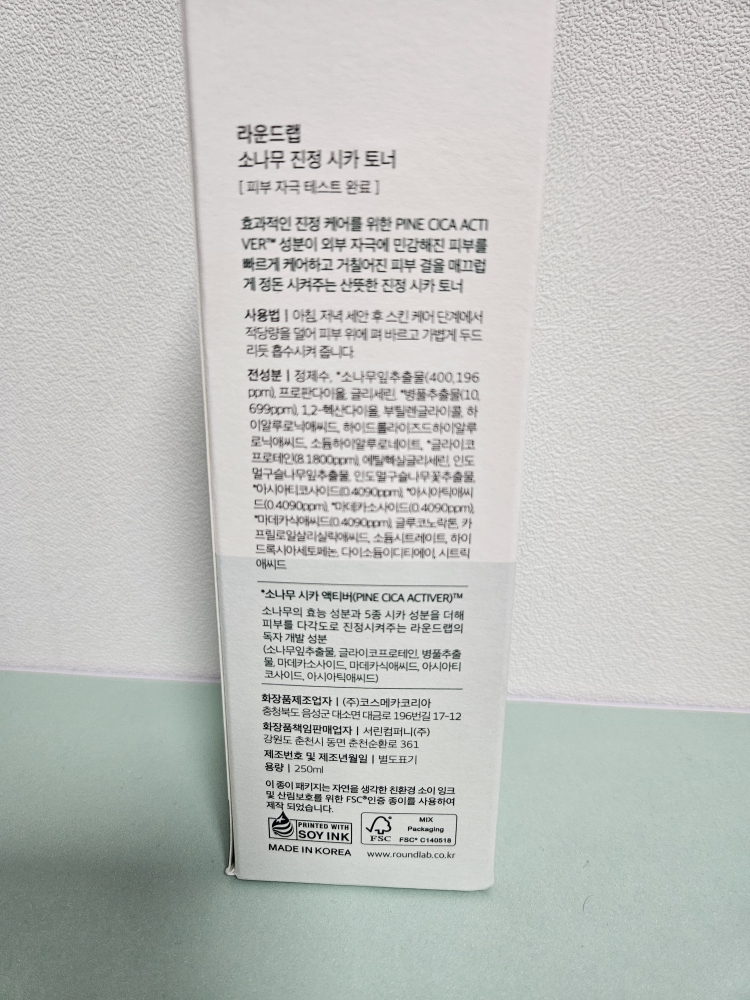 라운드랩
소나무 진정 시카 토너
[ 피부 자극 테스트 완료 ]
효과적인 진정 케어를 위한 PINE CICA ACTI
VER™ 성분이 외부 자극에 민감해진 피부를
빠르게 케어하고 거칠어진 피부 결을 매끄럽
게 정돈 시켜주는 산뜻한 진정 시카 토너
사용법 | 아침, 저녁 세안 후 스킨 케어 단계에서
적당량을 덜어 피부 위에 펴 바르고 가볍게 두드
리듯 흡수시켜 줍니다.
전성분 | 정제수, *소나무잎추출물(400,196
ppm), 프로판다이올, 글리세린, *병풀추출물(10,
699ppm), 1,2-헥산다이올, 부틸렌글라이콜, 하
이알루로닉애씨드, 하이드롤라이즈드하이알루
로닉애씨드, 소듐하이알루로네이트, *글라이코
프로테인(8.1800ppm), 에틸헥실글리세린, 인도
멀구슬나무잎추출물, 인도멀구슬나무꽃추출물,
*아시아티코사이드(0.4090ppm), *아시아틱애씨
드(0.4090ppm), *마데카소사이드(0.4090ppm),
*마데카식애씨드(0.4090ppm), 글루코노락톤, 카
프릴로일살리실릭애씨드, 소듐시트레이트, 하이
드록시아세토페논, 다이소듐이디티에이, 시트릭
애씨드
*소나무 시카 액티버(PINE CICA ACTIVER)™
소나무의 효능 성분과 5종 시카 성분을 더해
피부를 다각도로 진정시켜주는 라운드랩의
독자 개발 성분
(소나무잎추출물, 글라이코프로테인, 병풀추출
물, 마데카소사이드, 마데카식애씨드, 아시아티
코사이드, 아시아틱애씨드)
화장품제조업자 | (주)코스메카코리아
충청북도 음성군 대소면 대금로 196번길 17-12
화장품책임판매업자 | 서린컴퍼니(주)
강원도 춘천시 동면 춘천순환로 361
제조번호 및 제조년월일 | 별도표기
용량 | 250ml
이 종이 패키지는 자연을 생각한 친환경 소이 잉크
및 산림보호를 위한 FSC®인증 종이를 사용하여
제작 되었습니다.
PRINTED WITH
SOY INK
FSC
MIX
Packaging
FSC® C140518
MADE IN KOREA
www.roundlab.co.kr